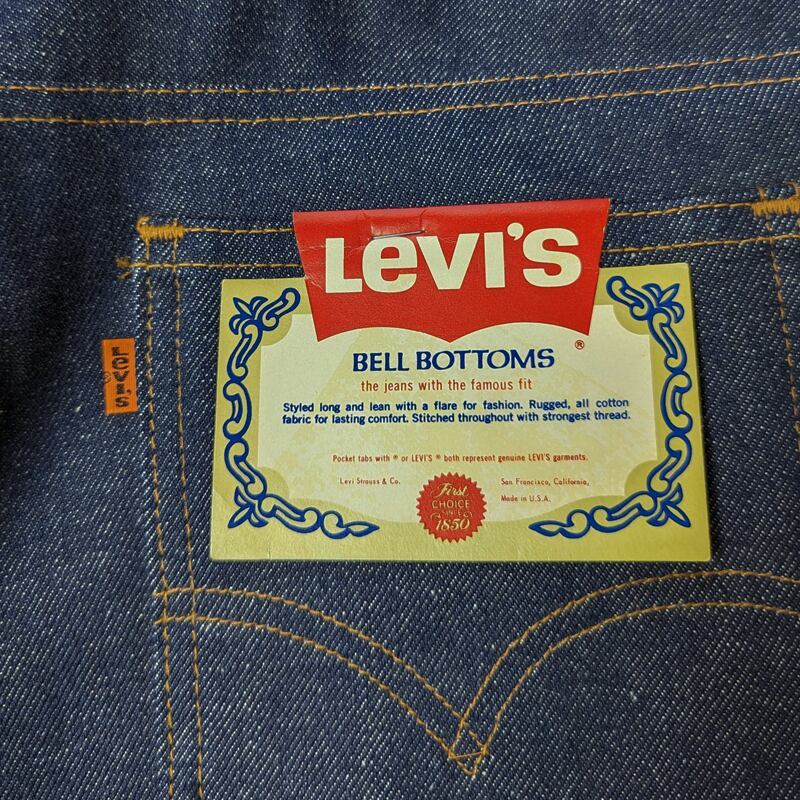 LEVI'S
®
BELL BOTTOMS
the jeans with the famous fit
Styled long and lean with a flare for fashion. Rugged, all cotton
fabric for lasting comfort. Stitched throughout with strongest thread.
Pocket tabs with ® or LEVI'S ® both represent genuine LEVI'S garments.
Levi Strauss & Co.
First
CHOICE
SINCE
1850
San Francisco, California,
Made in U.S.A.
LEVI'S
®